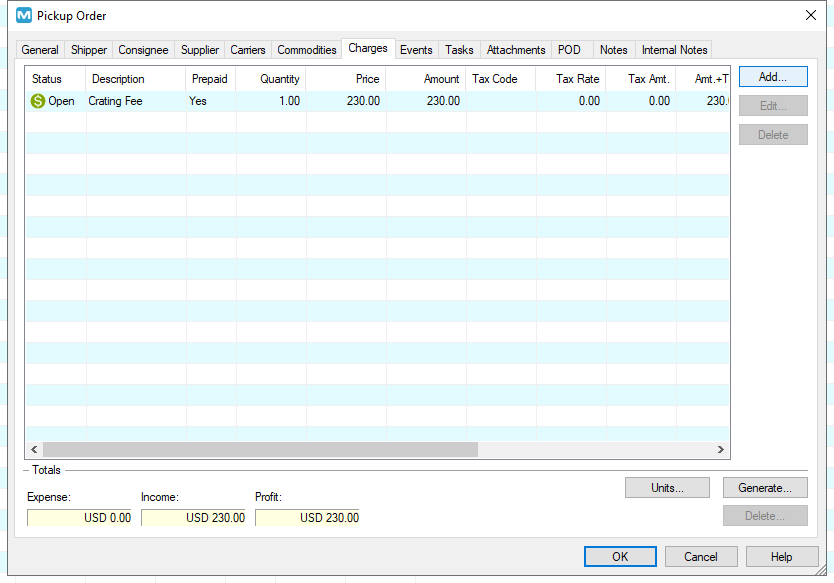 M Pickup Order
General Shipper Consignee Supplier Carriers Commodities Charges Events Tasks Attachments POD Notes Internal Notes
Status Description Prepaid Quantity Price Amount Tax Code Tax Rate Tax Amt. Amt.+T Add...
$ Open Crating Fee Yes 1.00 230.00 230.00 0.00 0.00 230.
Edit...
Delete
Totals
Units... Generate...
Expense: Income: Profit:
USD 0.00 USD 230.00 USD 230.00 Delete...
OK Cancel Help